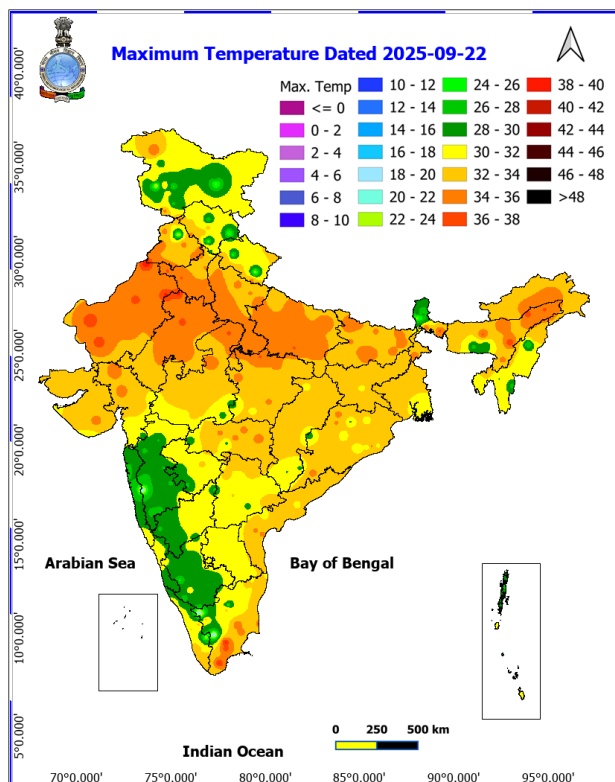 Maximum Temperature Dated 2025-09-22
Max. Temp
<= 0
0 - 2
2 - 4
4 - 6
6 - 8
8 - 10
10 - 12
12 - 14
14 - 16
16 - 18
18 - 20
20 - 22
22 - 24
24 - 26
26 - 28
28 - 30
30 - 32
32 - 34
34 - 36
36 - 38
38 - 40
40 - 42
42 - 44
44 - 46
46 - 48
>48
40°0.000'
35°0.000'
30°0.000'
25°0.000'
20°0.000'
15°0.000'
10°0.000'
5°0.000'
Arabian Sea
Bay of Bengal
Indian Ocean
0 250 500 km
70°0.000' 75°0.000' 80°0.000' 85°0.000' 90°0.000' 95°0.000'